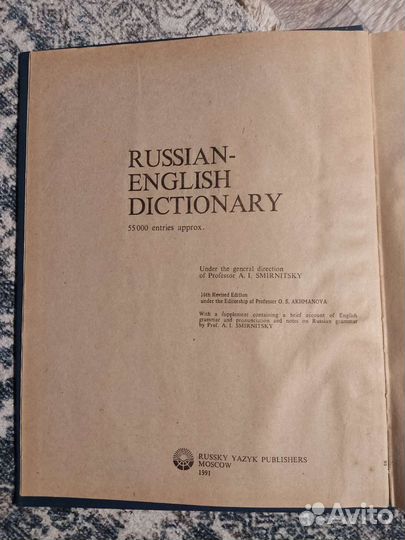 RUSSIAN-
ENGLISH
DICTIONARY
55 000 entries approx.
Under the general direction
of Professor A. I. SMIRNITSKY
16th Revised Edition
under the Editorship of Professor O. S. AKHMANOVA
With a supplement containing a brief account of English
grammar and pronunciation and notes on Russian grammar
by Prof. A. I. SMIRNITSKY
RUSSKY YAZYK PUBLISHERS
MOSCOW
1991
Avito